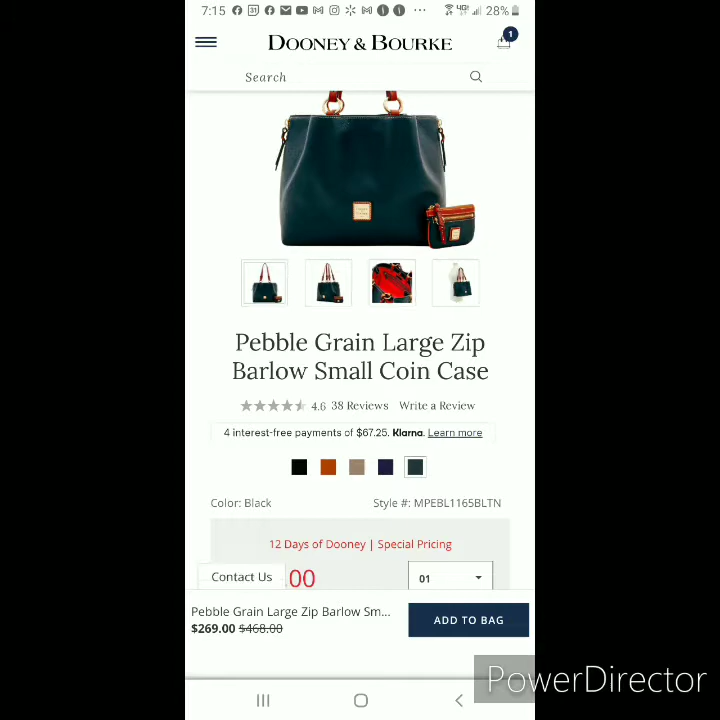 7:15 28%
DOONEY & BOURKE
1
Search
Pebble Grain Large Zip
Barlow Small Coin Case
4.6 38 Reviews Write a Review
4 interest-free payments of $67.25. Klarna. Learn more
Color: Black Style #: MPEBL1165BLTN
12 Days of Dooney | Special Pricing
Contact Us 00 01
Pebble Grain Large Zip Barlow Sm...
$269.00 $468.00
ADD TO BAG
PowerDirector